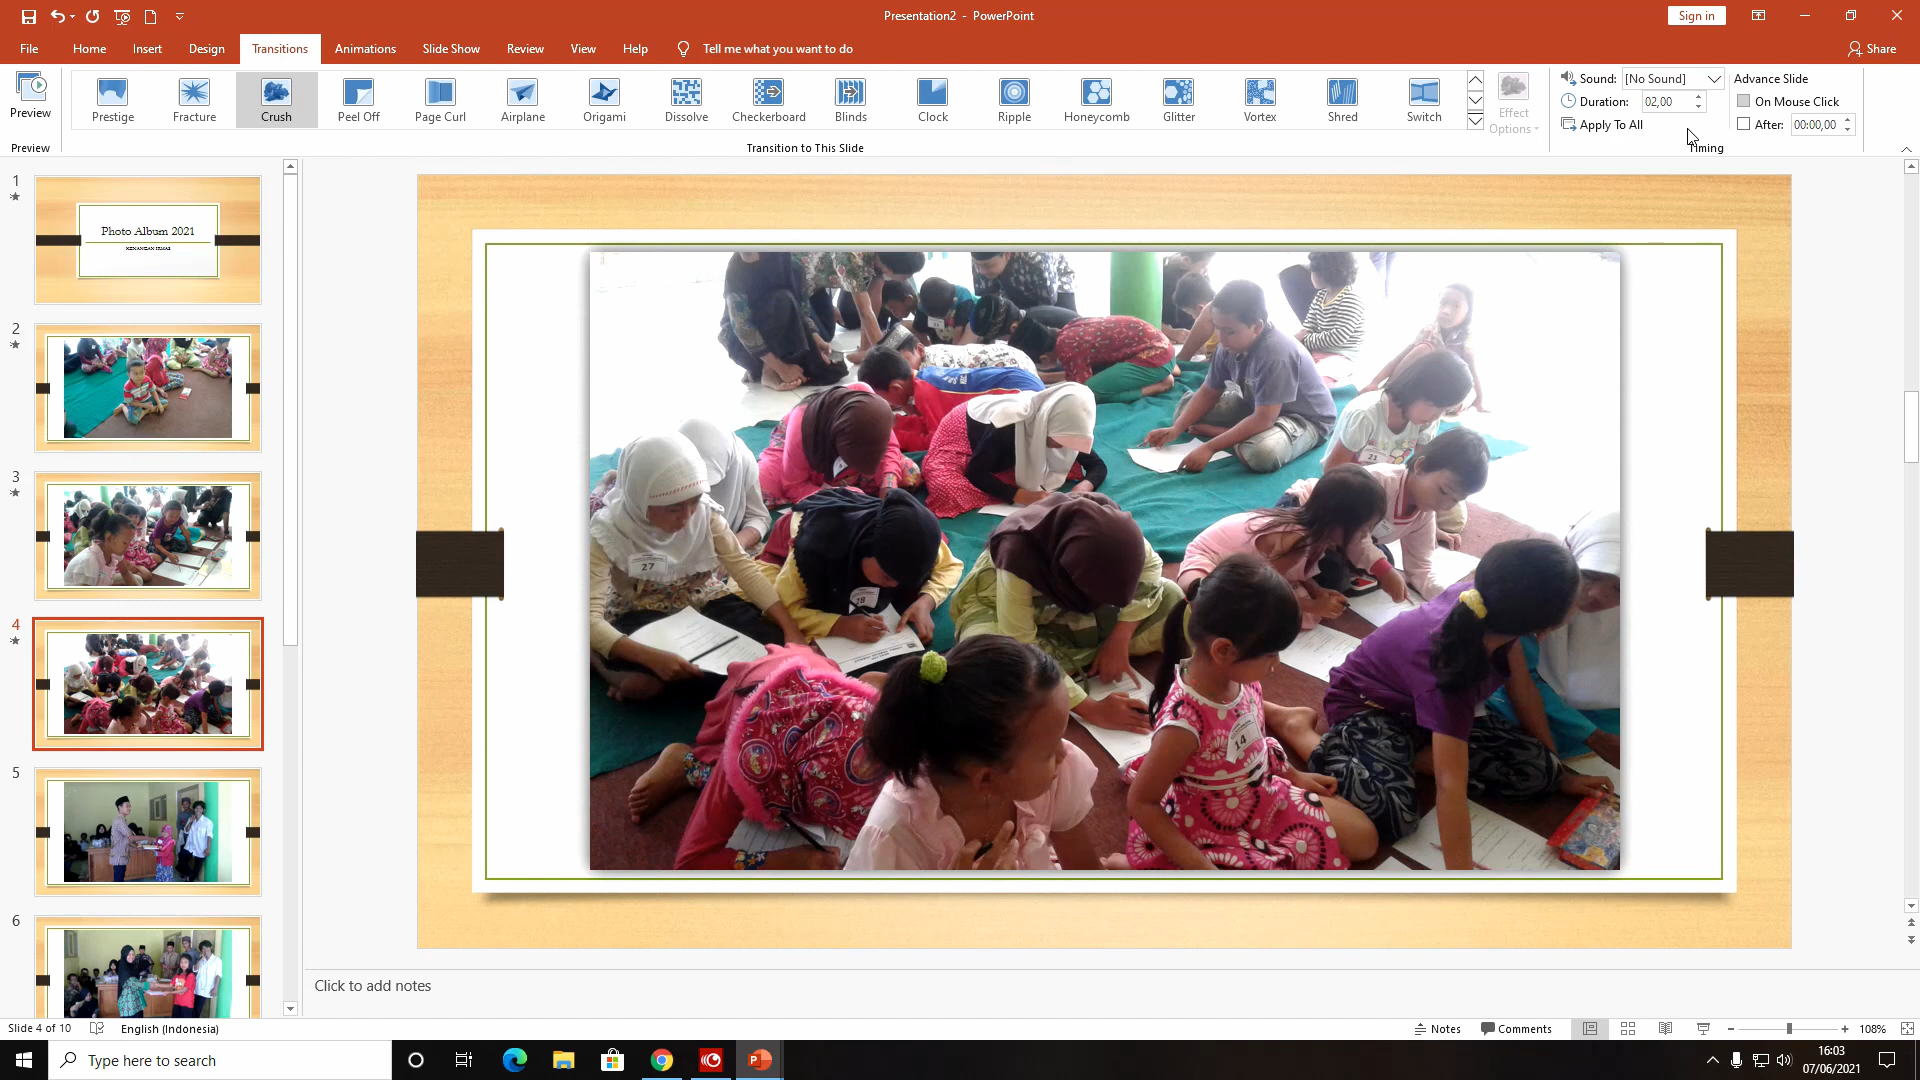 Presentation2 - PowerPoint
Sign in
File Home Insert Design Transitions Animations Slide Show Review View Help Tell me what you want to do Share
Preview
Prestige Fracture Crush Peel Off Page Curl Airplane Origami Dissolve Checkerboard Blinds Clock Ripple Honeycomb Glitter Vortex Shred Switch
Effect
Options
Sound: [No Sound]
Duration: 02,00
Apply To All
Advance Slide
On Mouse Click
After: 00:00,00
Preview
Transition to This Slide
Timing
1
Photo Album 2021
2
3
4
5
6
21
27
28
14
Click to add notes
Slide 4 of 10 English (Indonesia) Notes Comments 108%
Type here to search
16:03
07/06/2021